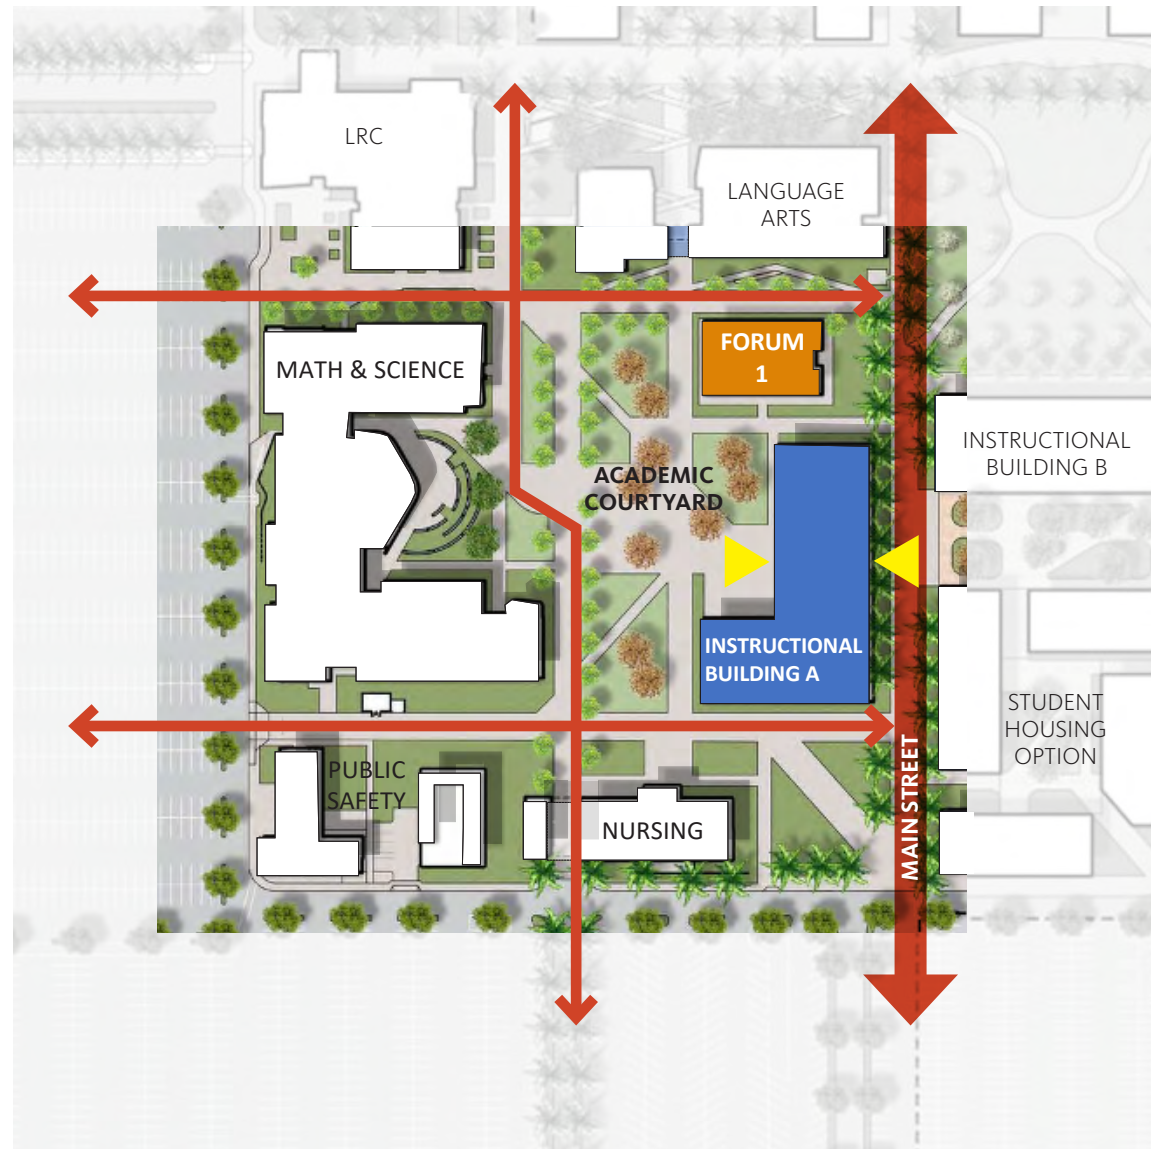 LRC
LANGUAGE
ARTS
FORUM
1
MATH & SCIENCE
INSTRUCTIONAL
BUILDING B
ACADEMIC
COURTYARD
INSTRUCTIONAL
BUILDING A
STUDENT
HOUSING
OPTION
PUBLIC
SAFETY
MAIN STREET
NURSING